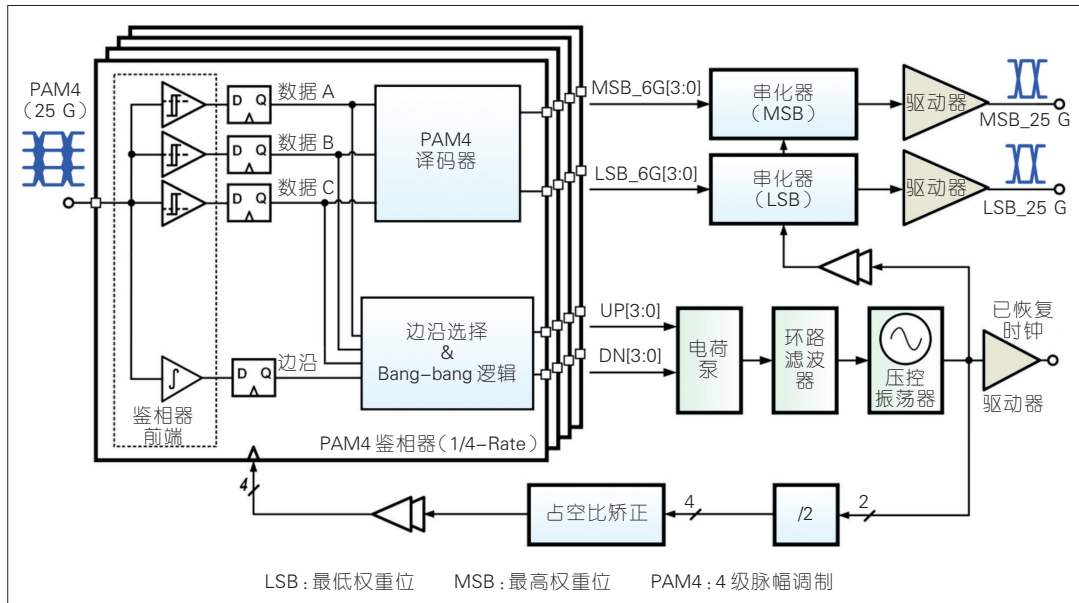 PAM4
（25 G）
D Q
数据 A
D Q
数据 B
D Q
数据 C
PAM4
译码器
D Q
边沿
边沿选择
&
Bang-bang 逻辑
∫
鉴相器
前端
PAM4 鉴相器（1/4-Rate）
MSB_6G[3:0]
LSB_6G[3:0]
串化器
（MSB）
驱动器
MSB_25 G
串化器
（LSB）
驱动器
LSB_25 G
UP[3:0]
DN[3:0]
电荷
泵
环路
滤波
器
压控
振荡器
已恢复
时钟
驱动器
4
占空比矫正
4
/2
2
LSB：最低权重位 MSB：最高权重位 PAM4：4 级脉幅调制